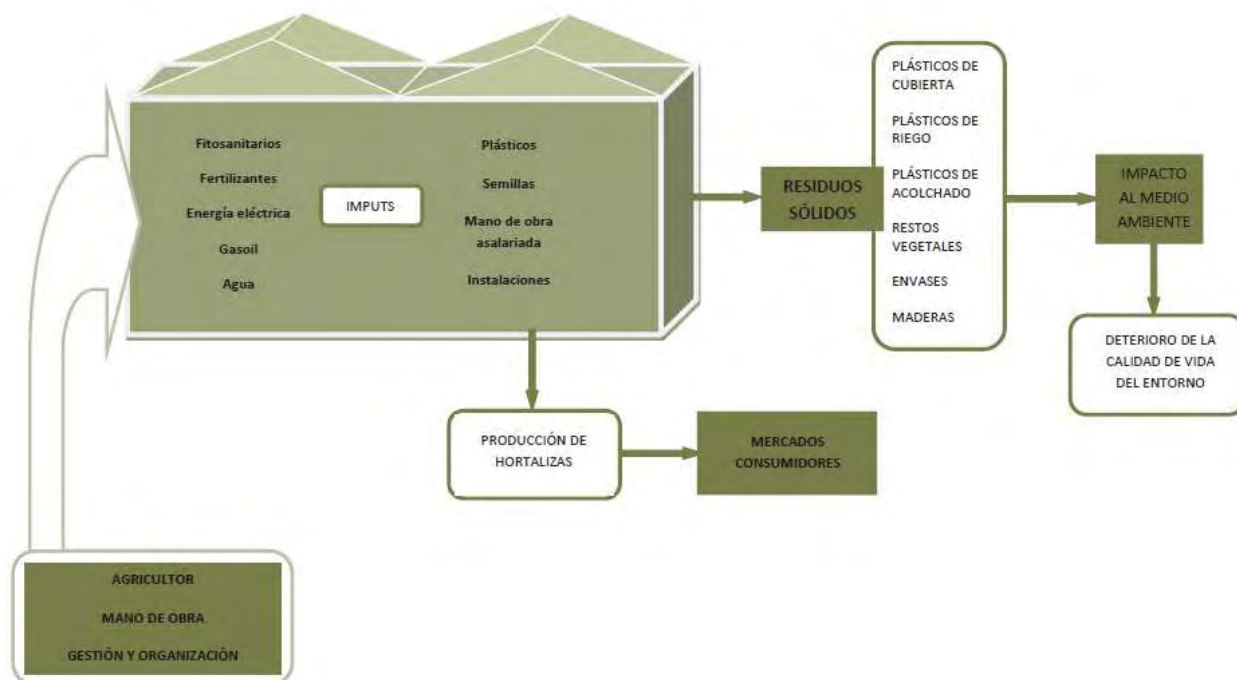 Fitosanitarios
Fertilizantes
Energía eléctrica
Gasoil
Agua
IMPUTS
Plásticos
Semillas
Mano de obra
asalariada
Instalaciones
RESIDUOS
SÓLIDOS
PLÁSTICOS DE
CUBIERTA
PLÁSTICOS DE
RIEGO
PLÁSTICOS DE
ACOLCHADO
RESTOS
VEGETALES
ENVASES
MADERAS
IMPACTO
AL MEDIO
AMBIENTE
DETERIORO DE LA
CALIDAD DE VIDA
DEL ENTORNO
PRODUCCIÓN DE
HORTALIZAS
MERCADOS
CONSUMIDORES
AGRICULTOR
MANO DE OBRA
GESTIÓN Y ORGANIZACIÓN